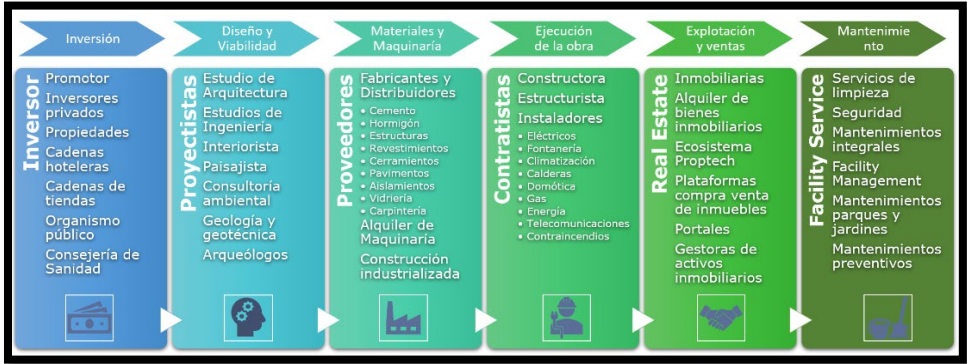 Inversión
Diseño y
Viabilidad
Materiales y
Maquinaría
Ejecución
de la obra
Explotación
y ventas
Mantenimie
nto
Inversor
Promotor
Inversores
privados
Propiedades
Cadenas
hoteleras
Cadenas de
tiendas
Organismo
público
Consejería de
Sanidad
Proyectistas
Estudio de
Arquitectura
Estudios de
Ingeniería
Interiorista
Paisajista
Consultoría
ambiental
Geología y
geotécnica
Arqueólogos
Proveedores
Fabricantes y
Distribuidores
• Cemento
• Hormigón
• Estructuras
• Revestimientos
• Cerramientos
• Pavimentos
• Aislamientos
• Vidriería
• Carpintería
Alquiler de
Maquinaría
Construcción
industrializada
Contratistas
Constructora
Estructurista
Instaladores
• Eléctricos
• Fontanería
• Climatización
• Calderas
• Domótica
• Gas
• Energía
• Telecomunicaciones
• Contraincendios
Real Estate
Inmobiliarias
Alquiler de
bienes
inmobiliarios
Ecosistema
Proptech
Plataformas
compra venta
de inmuebles
Portales
Gestoras de
activos
inmobiliarios
Facility Service
Servicios de
limpieza
Seguridad
Mantenimientos
integrales
Facility
Management
Mantenimientos
parques y
jardines
Mantenimientos
preventivos